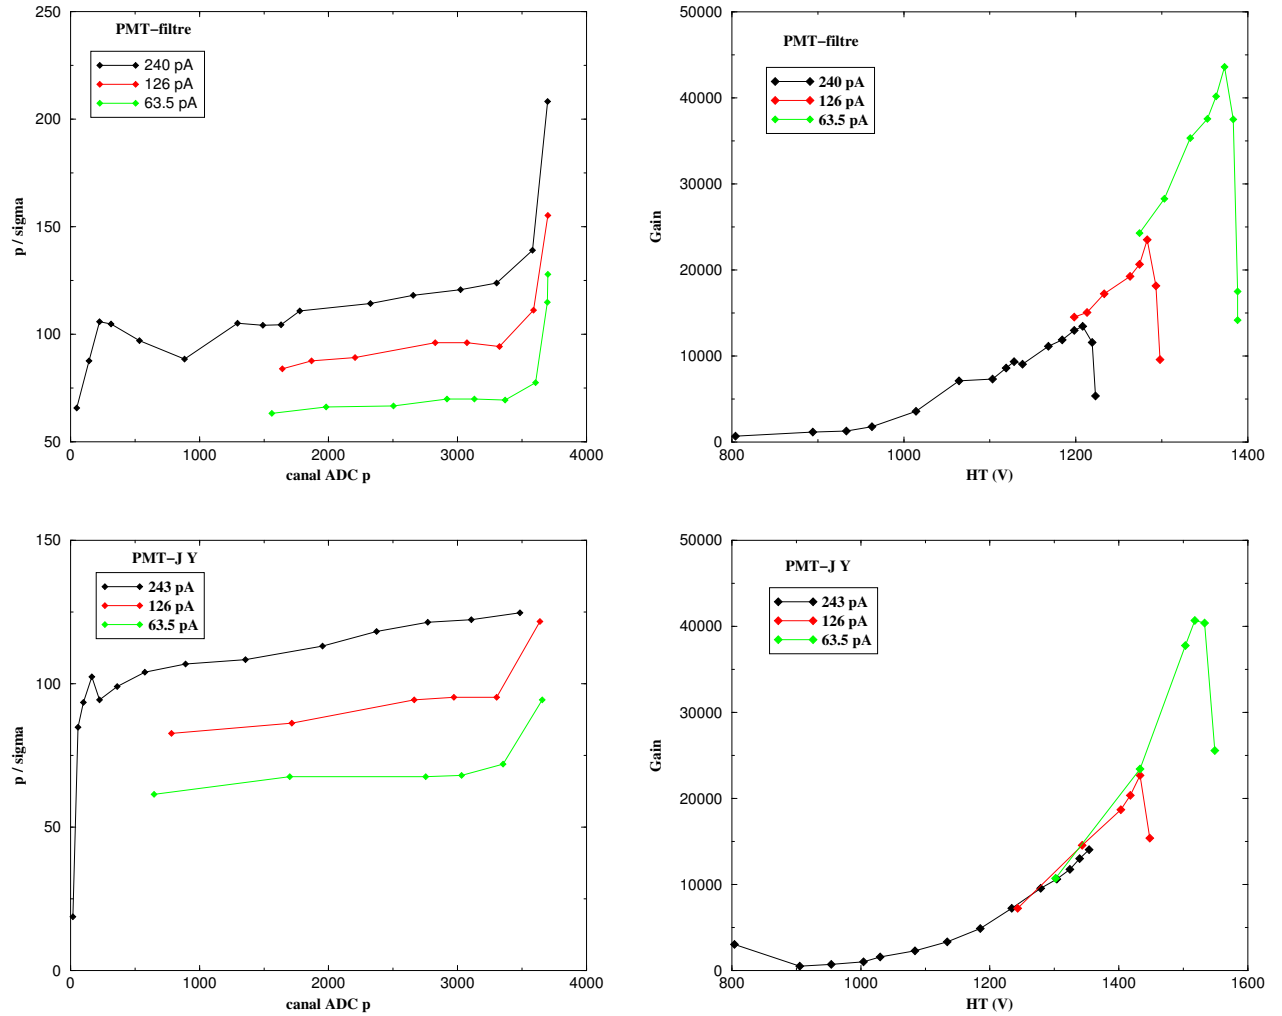 PMT−filtre
240 pA
126 pA
63.5 pA
250
200
150
100
50
p / sigma
0
1000
2000
3000
4000
canal ADC p
PMT−filtre
240 pA
126 pA
63.5 pA
50000
40000
30000
20000
10000
0
Gain
800
1000
1200
1400
HT (V)
PMT−J Y
243 pA
126 pA
63.5 pA
150
100
50
0
p / sigma
0
1000
2000
3000
4000
canal ADC p
PMT−J Y
243 pA
126 pA
63.5 pA
50000
40000
30000
20000
10000
0
Gain
800
1000
1200
1400
1600
HT (V)